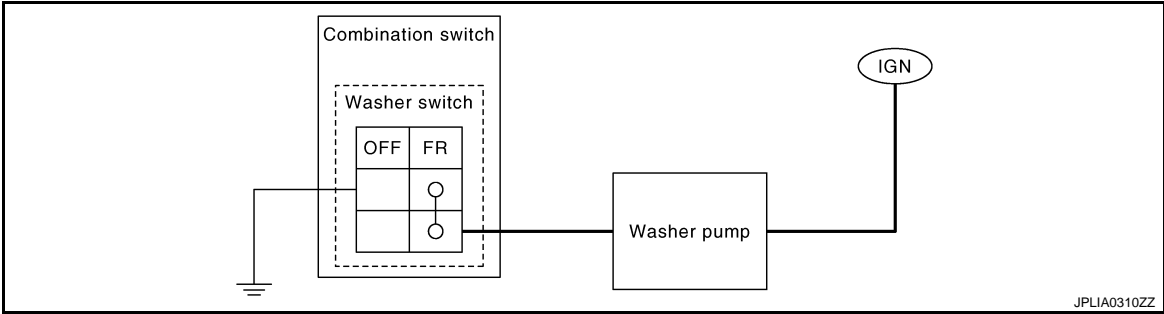 Combination switch
IGN
Washer switch
OFF FR
Washer pump
JPLIA0310ZZ